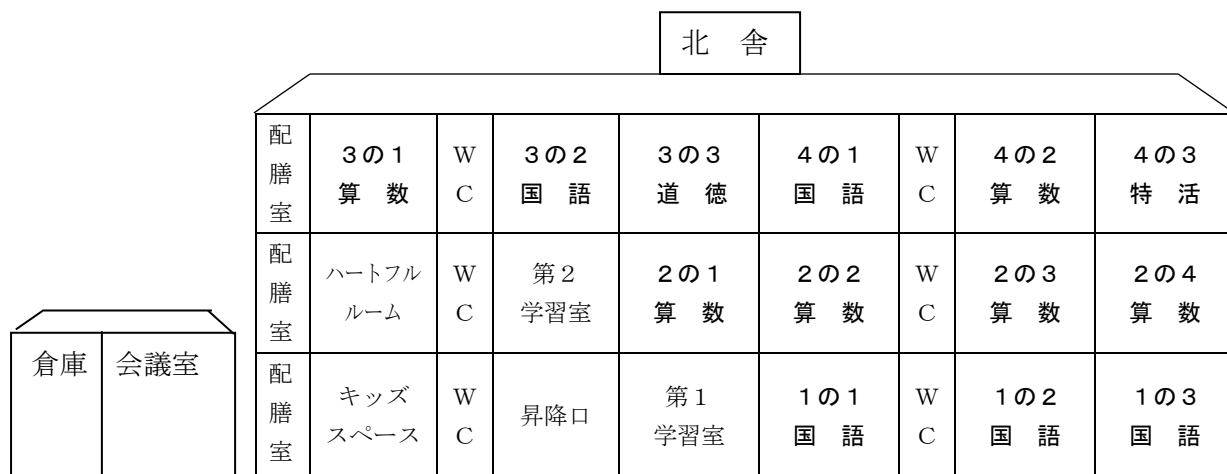 北 舎
配膳室
3の1
算 数
WC
3の2
国 語
3の3
道 徳
4の1
国 語
WC
4の2
算 数
4の3
特 活
配膳室
ハートフル
ルーム
WC
第2
学習室
2の1
算 数
2の2
算 数
WC
2の3
算 数
2の4
算 数
倉庫
会議室
配膳室
キッズ
スペース
WC
昇降口
第1
学習室
1の1
国 語
WC
1の2
国 語
1の3
国 語